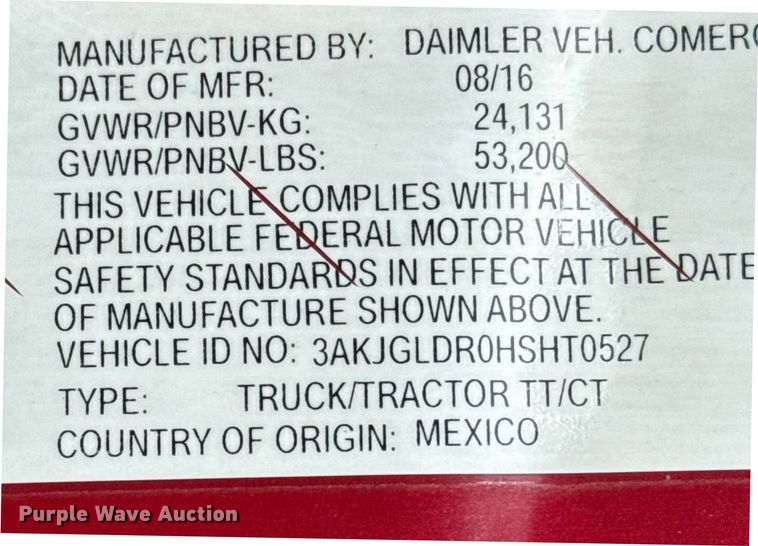 MANUFACTURED BY: DAIMLER VEH. COMERC
DATE OF MFR: 08/16
GVWR/PNBV-KG: 24,131
GVWR/PNBV-LBS: 53,200
THIS VEHICLE COMPLIES WITH ALL
APPLICABLE FEDERAL MOTOR VEHICLE
SAFETY STANDARDS IN EFFECT AT THE DATE
OF MANUFACTURE SHOWN ABOVE.
VEHICLE ID NO: 3AKJGLDR0HSHT0527
TYPE: TRUCK/TRACTOR TT/CT
COUNTRY OF ORIGIN: MEXICO
Purple Wave Auction